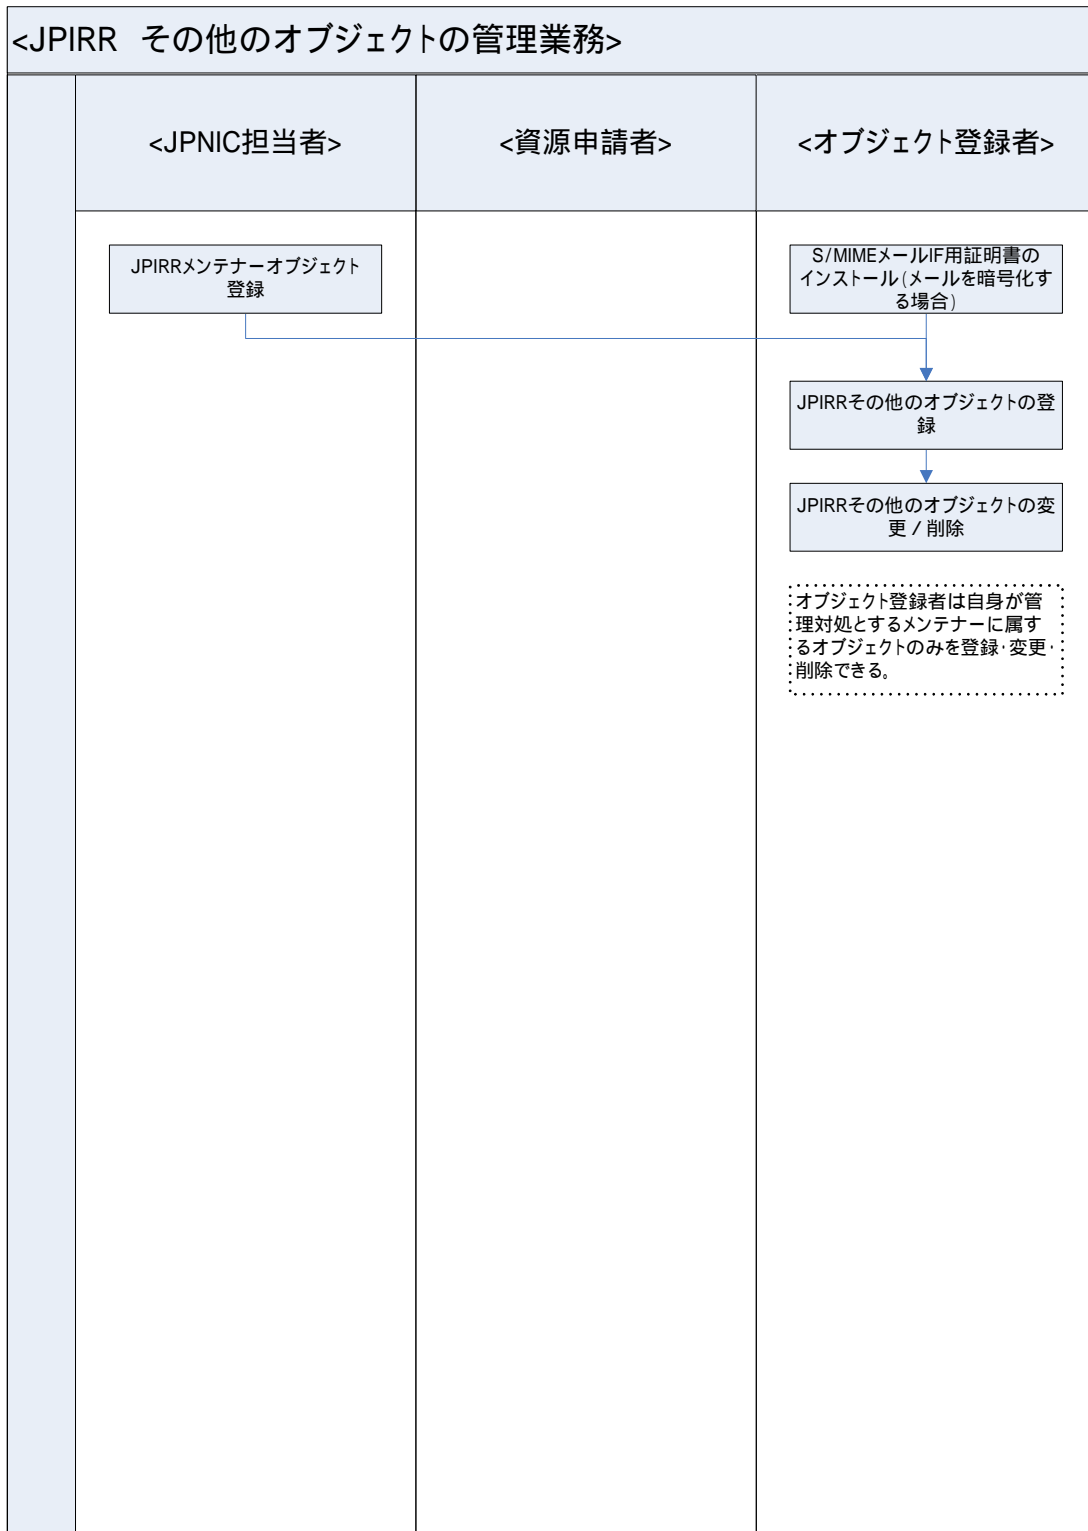 <JPIRR　その他のオブジェクトの管理業務>
<JPNIC担当者>
<資源申請者>
<オブジェクト登録者>
JPIRRメンテナーオブジェクト
登録
S/MIMEメールIF用証明書の
インストール(メールを暗号化す
る場合)
JPIRRその他のオブジェクトの登
録
JPIRRその他のオブジェクトの変
更／削除
オブジェクト登録者は自身が管
理対処とするメンテナーに属す
るオブジェクトのみを登録・変更・
削除できる。